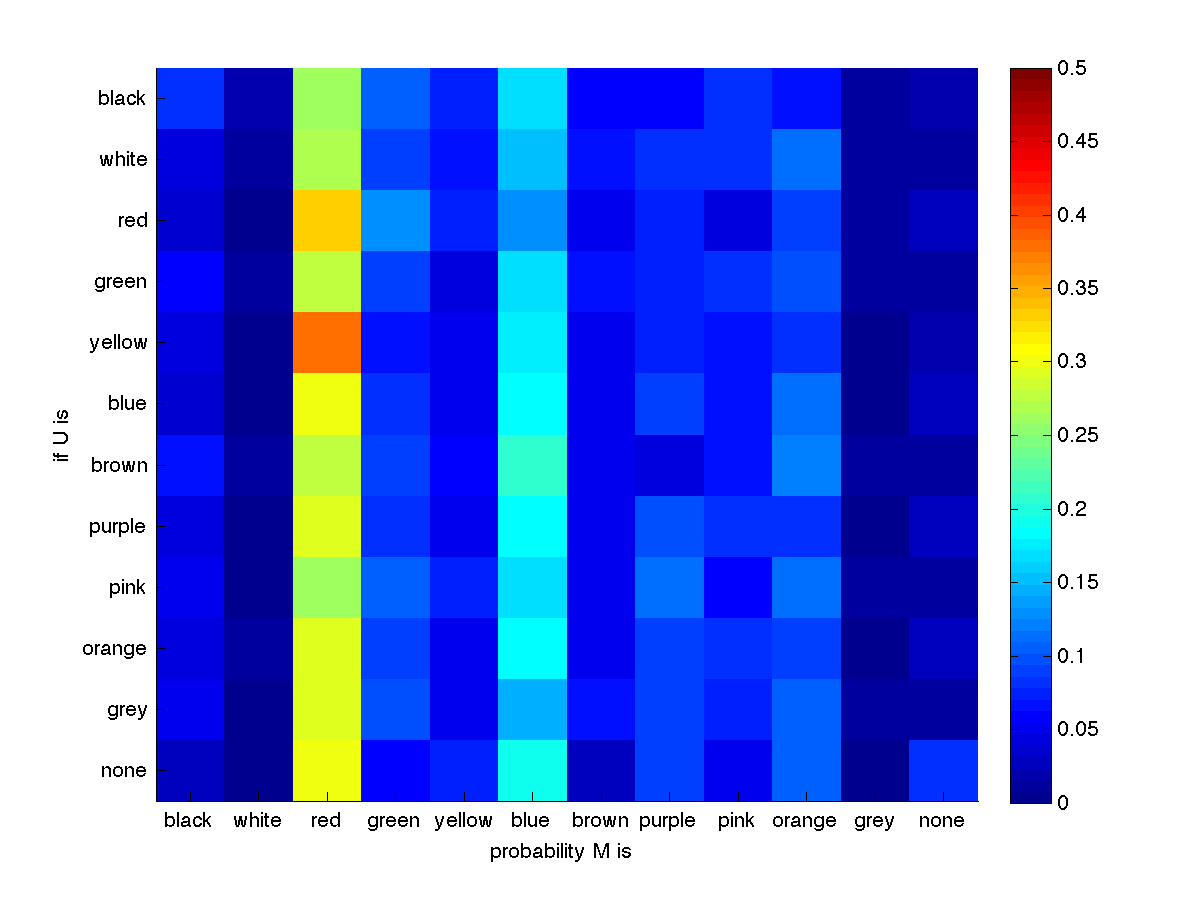 black
white
red
green
yellow
blue
brown
purple
pink
orange
grey
none
if U is
black white red green yellow blue brown purple pink orange grey none
probability M is
0.5
0.45
0.4
0.35
0.3
0.25
0.2
0.15
0.1
0.05
0